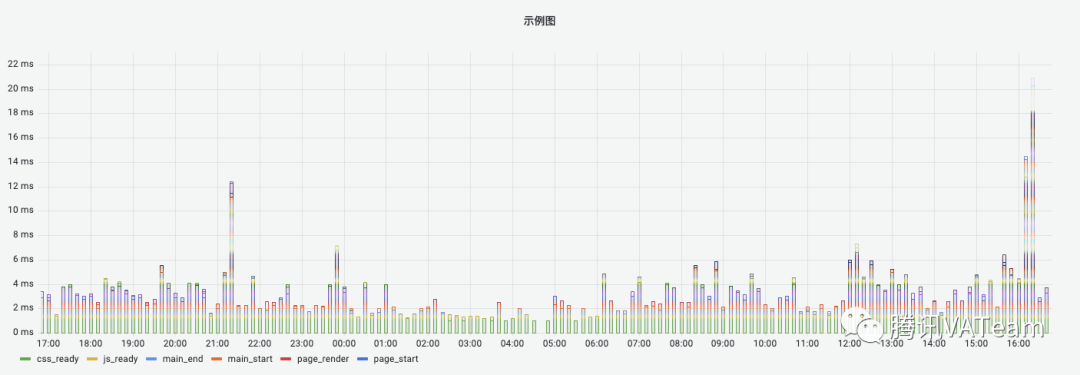 示例图
22 ms
20 ms
18 ms
16 ms
14 ms
12 ms
10 ms
8 ms
6 ms
4 ms
2 ms
0 ms
17:00 18:00 19:00 20:00 21:00 22:00 23:00 00:00 01:00 02:00 03:00 04:00 05:00 06:00 07:00 08:00 09:00 10:00 11:00 12:00 13:00 14:00 15:00 16:00
腾讯VATeam
css_ready js_ready main_end main_start page_render page_start